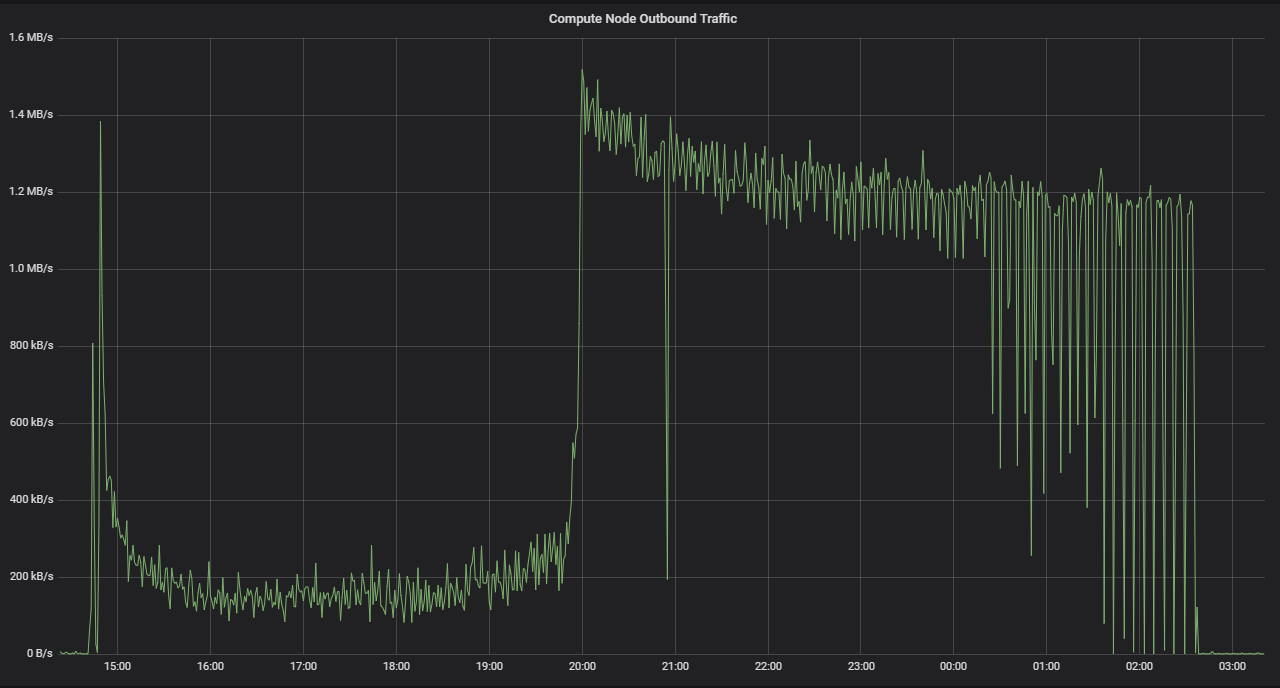 Compute Node Outbound Traffic
1.6 MB/s
1.4 MB/s
1.2 MB/s
1.0 MB/s
800 kB/s
600 kB/s
400 kB/s
200 kB/s
0 B/s
15:00 16:00 17:00 18:00 19:00 20:00 21:00 22:00 23:00 00:00 01:00 02:00 03:00